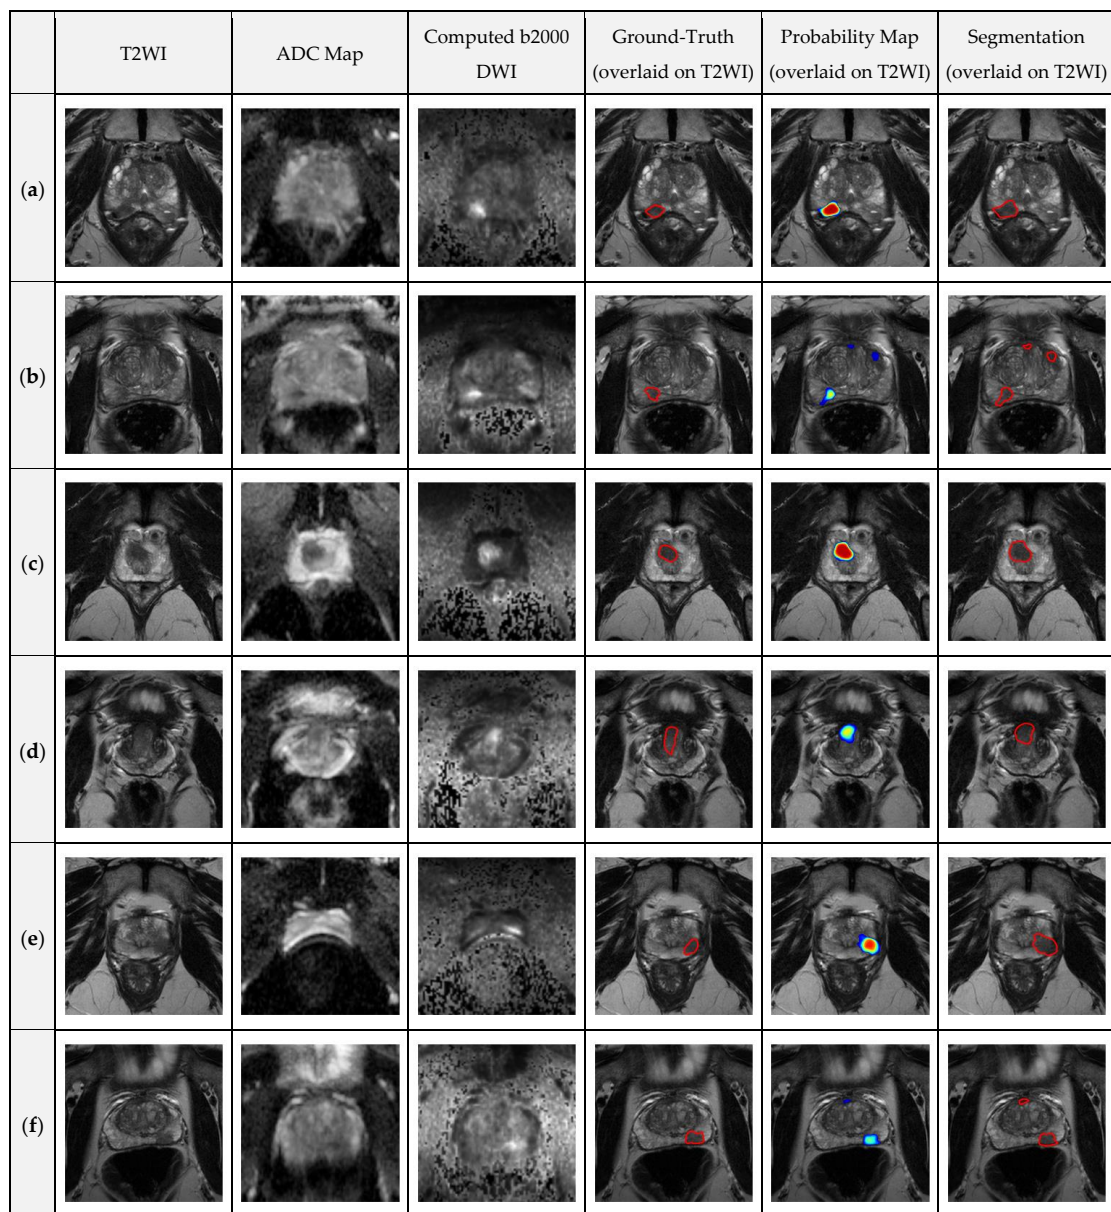 T2WI
ADC Map
Computed b2000
DWI
Ground-Truth
(overlaid on T2WI)
Probability Map
(overlaid on T2WI)
Segmentation
(overlaid on T2WI)
(a)
(b)
(c)
(d)
(e)
(f)